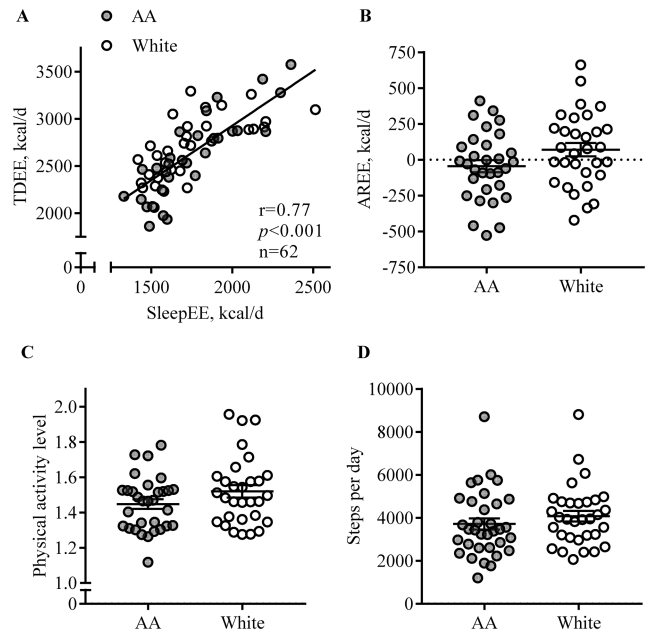 A
AA
White
TDEE, kcal/d
3500
3000
2500
2000
0
r=0.77
p<0.001
n=62
0
1500
2000
2500
SleepEE, kcal/d
B
AREE, kcal/d
750
500
250
0
-250
-500
-750
AA
White
C
Physical activity level
2.0
1.8
1.6
1.4
1.2
1.0
0
AA
White
D
Steps per day
10000
8000
6000
4000
2000
0
AA
White